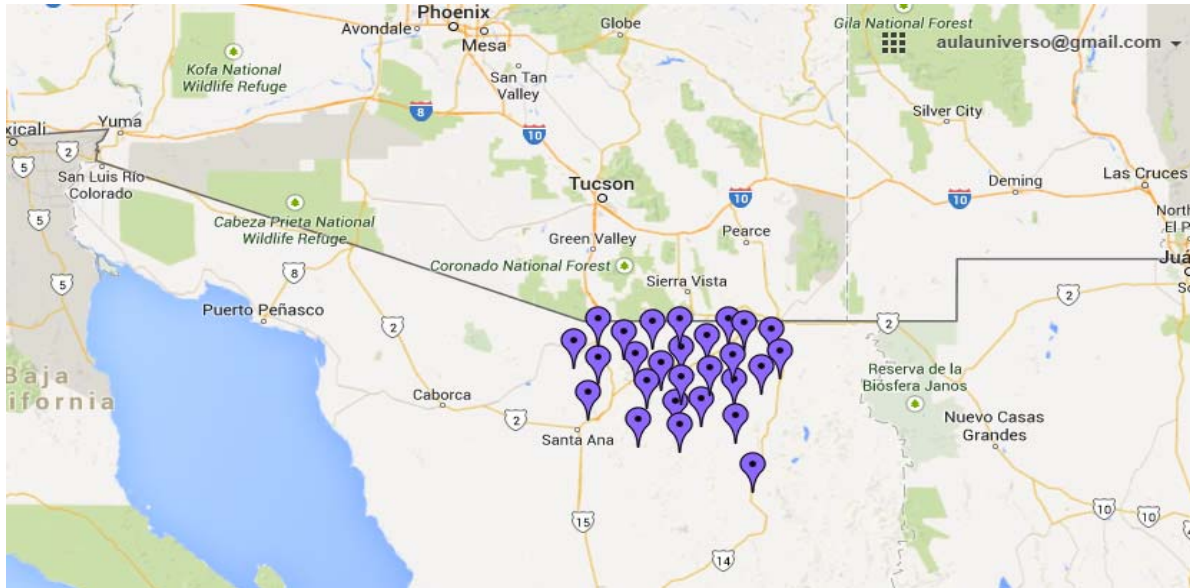 Phoenix
Avondale
Mesa
Globe
Gila National Forest
aulauniverso@gmail.com
Kofa National
Wildlife Refuge
San Tan
Valley
8
10
Silver City
xicali
Yuma
2
5
San Luis Río
Colorado
Tucson
10
Deming
10
Las Cruces
Cabeza Prieta National
Wildlife Refuge
5
Green Valley
Pearce
North
El P
Coronado National Forest
Juá
8
5
Sierra Vista
2
So
Puerto Peñasco
2
2
Baja
ifornia
Caborca
Reserva de la
Biósfera Janos
2
Santa Ana
Nuevo Casas
Grandes
15
10
10
14
2